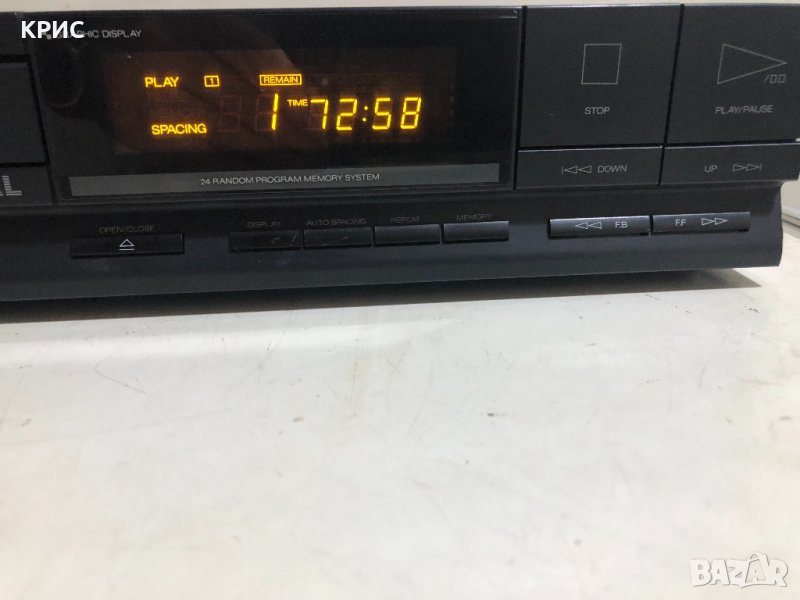 КРИС
GRAPHIC DISPLAY
PLAY 1 REMAIN
1 TIME 72:58
SPACING
STOP
PLAY/PAUSE
24 RANDOM PROGRAM MEMORY SYSTEM
DOWN
UP
OPEN/CLOSE
DISPLAY
AUTO SPACING
REPEAT
MEMORY
F.B
F.F
BAZAR